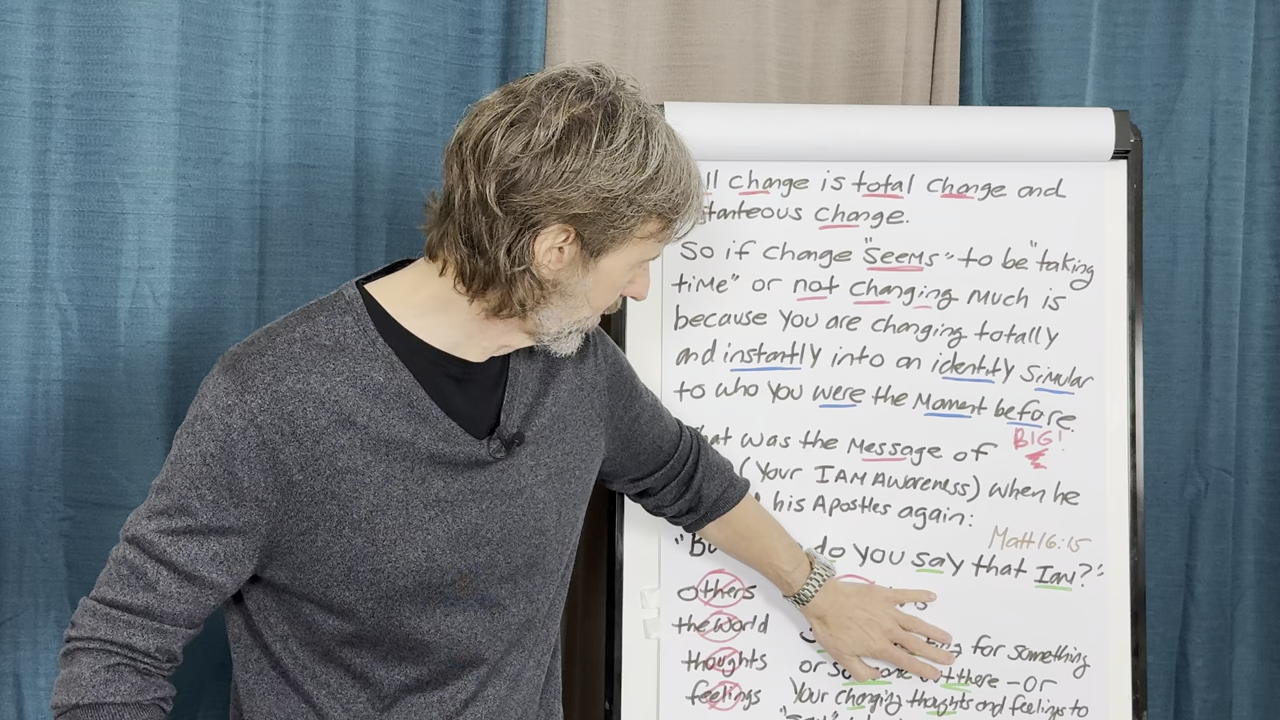 ll change is total change and
tanteous change.
So if change "seems" to be "taking
time" or not changing much is
because you are changing totally
and instantly into an identity simular
to who you were the moment before.
hat was the message of BIG!
(Your I AM Awareness) when he
his Apostles again:
Matt 16:15
"Bu do you say that I am?"
others
the world
thoughts for something
or out there - or
feelings your changing thoughts and feelings to